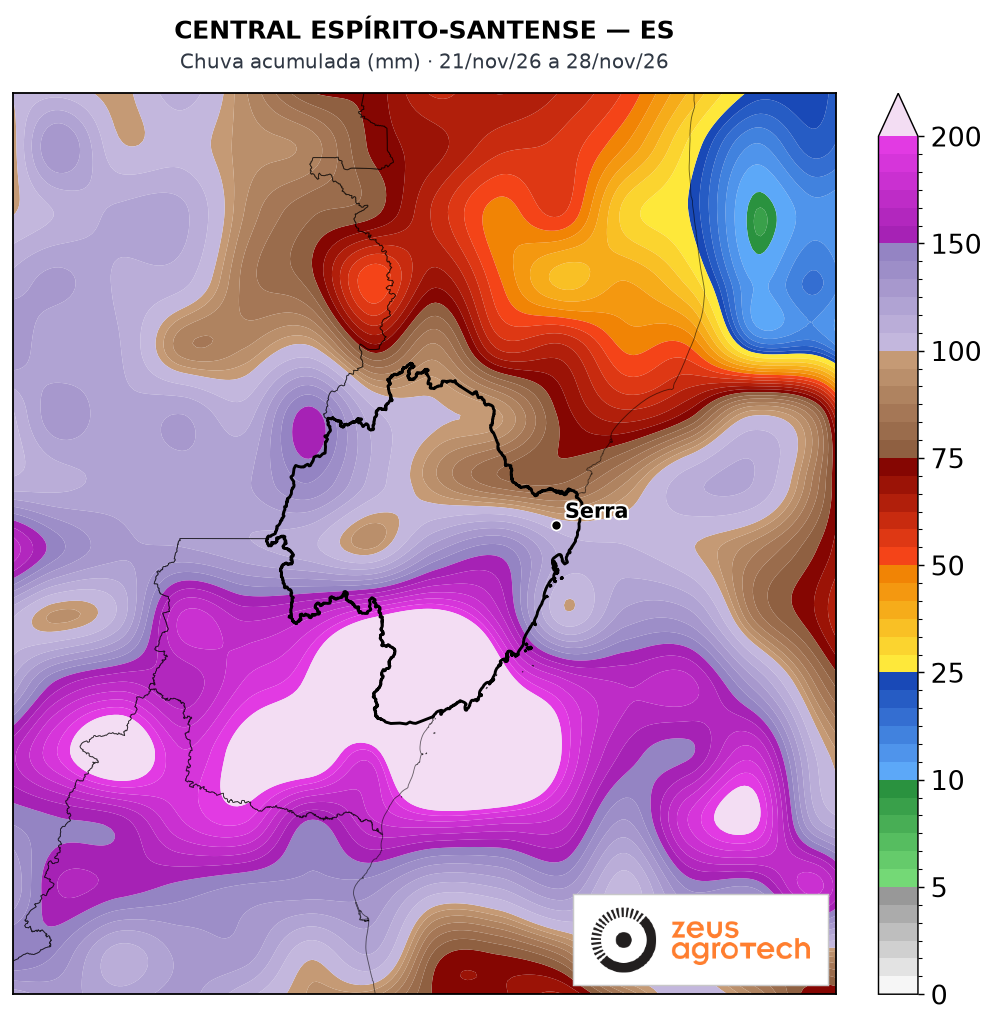 CENTRAL ESPÍRITO-SANTENSE — ES
Chuva acumulada (mm) · 21/nov/26 a 28/nov/26
200
150
100
75
50
25
10
5
0
Serra
zeus
agrotech